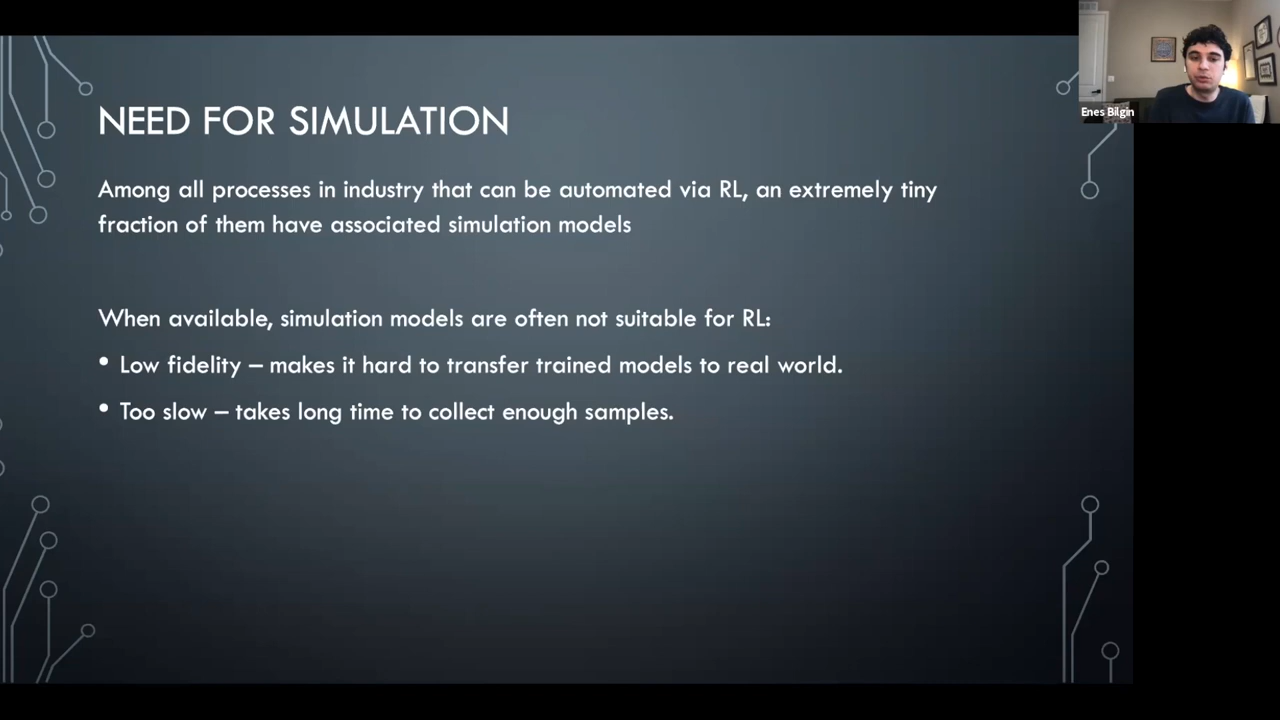 NEED FOR SIMULATION
Among all processes in industry that can be automated via RL, an extremely tiny
fraction of them have associated simulation models
When available, simulation models are often not suitable for RL:
• Low fidelity – makes it hard to transfer trained models to real world.
• Too slow – takes long time to collect enough samples.
Enes Bilgin